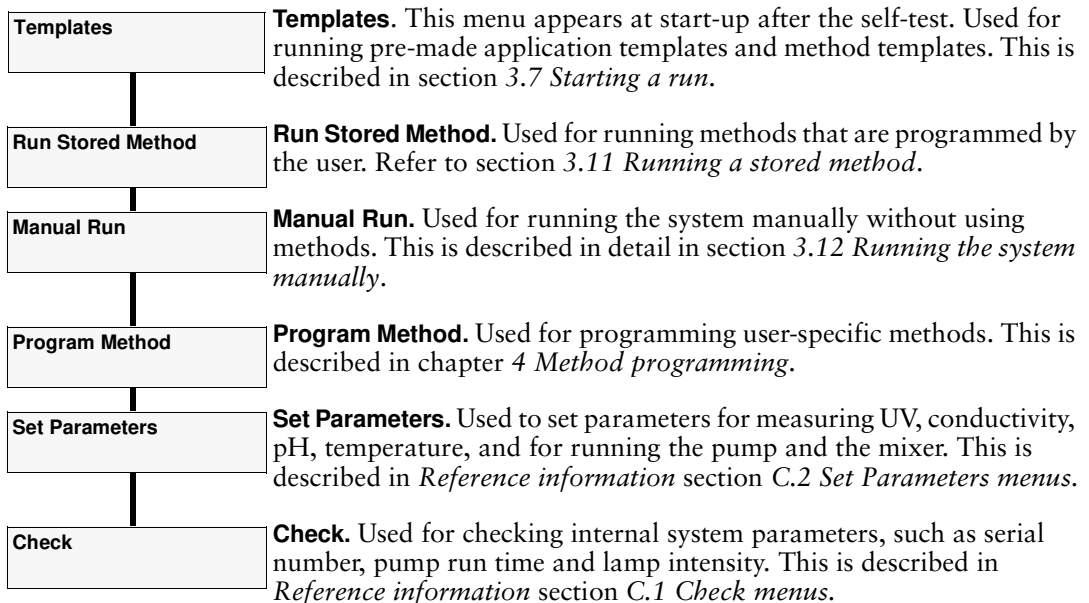 Templates
Templates. This menu appears at start-up after the self-test. Used for
running pre-made application templates and method templates. This is
described in section 3.7 Starting a run.
Run Stored Method
Run Stored Method. Used for running methods that are programmed by
the user. Refer to section 3.11 Running a stored method.
Manual Run
Manual Run. Used for running the system manually without using
methods. This is described in detail in section 3.12 Running the system
manually.
Program Method
Program Method. Used for programming user-specific methods. This is
described in chapter 4 Method programming.
Set Parameters
Set Parameters. Used to set parameters for measuring UV, conductivity,
pH, temperature, and for running the pump and the mixer. This is
described in Reference information section C.2 Set Parameters menus.
Check
Check. Used for checking internal system parameters, such as serial
number, pump run time and lamp intensity. This is described in
Reference information section C.1 Check menus.